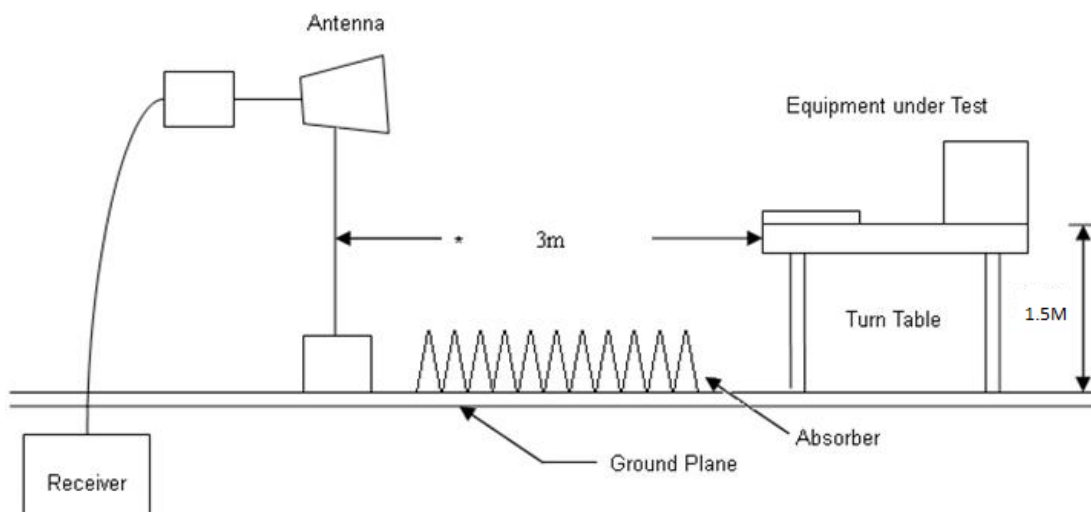 Antenna
Equipment under Test
* 3m
Turn Table
1.5M
Absorber
Ground Plane
Receiver